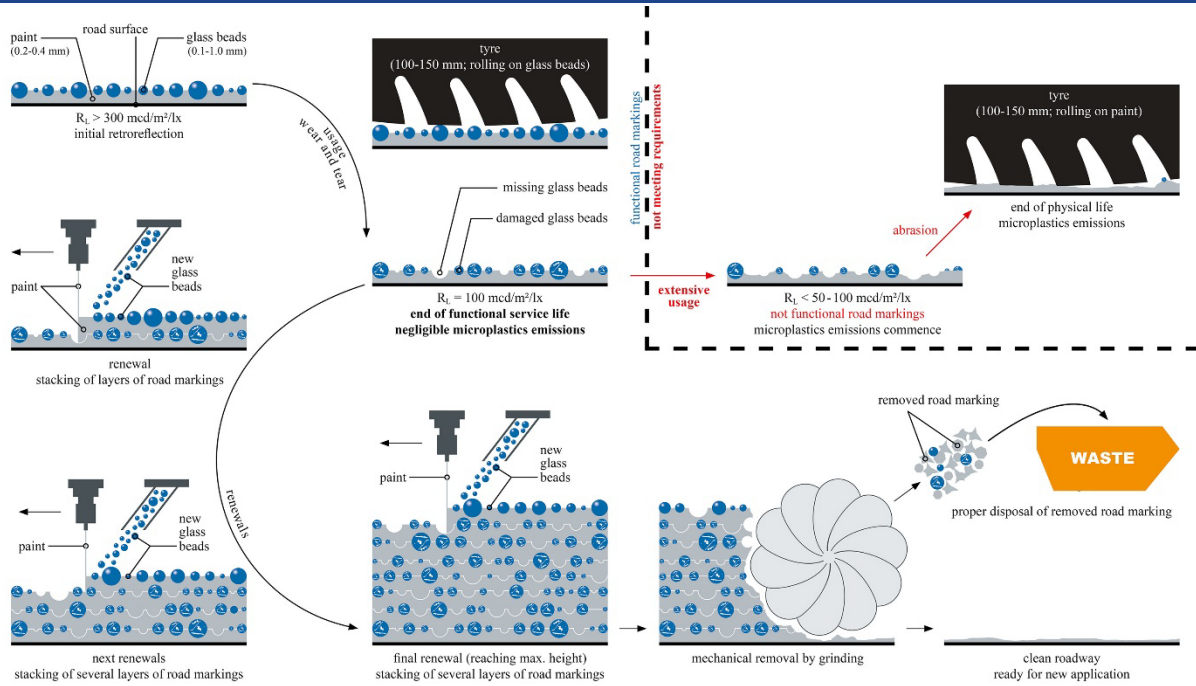 paint
(0.2-0.4 mm)
road surface
glass beads
(0.1-1.0 mm)
R_L > 300 mcd/m²/lx
initial retroreflection
usage
wear and tear
tyre
(100-150 mm; rolling on glass beads)
missing glass beads
damaged glass beads
R_L = 100 mcd/m²/lx
end of functional service life
negligible microplastics emissions
functional road markings
not meeting requirements
extensive
usage
R_L < 50-100 mcd/m²/lx
not functional road markings
microplastics emissions commence
abrasion
tyre
(100-150 mm; rolling on paint)
end of physical life
microplastics emissions
paint
new
glass
beads
renewal
stacking of layers of road markings
renewals
paint
new
glass
beads
next renewals
stacking of several layers of road markings
paint
new
glass
beads
final renewal (reaching max. height)
stacking of several layers of road markings
mechanical removal by grinding
removed road marking
WASTE
proper disposal of removed road marking
clean roadway
ready for new application